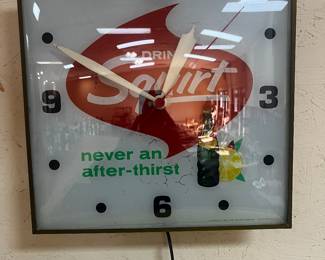 DRINK
Squirt
9
3
never an
after-thirst
6